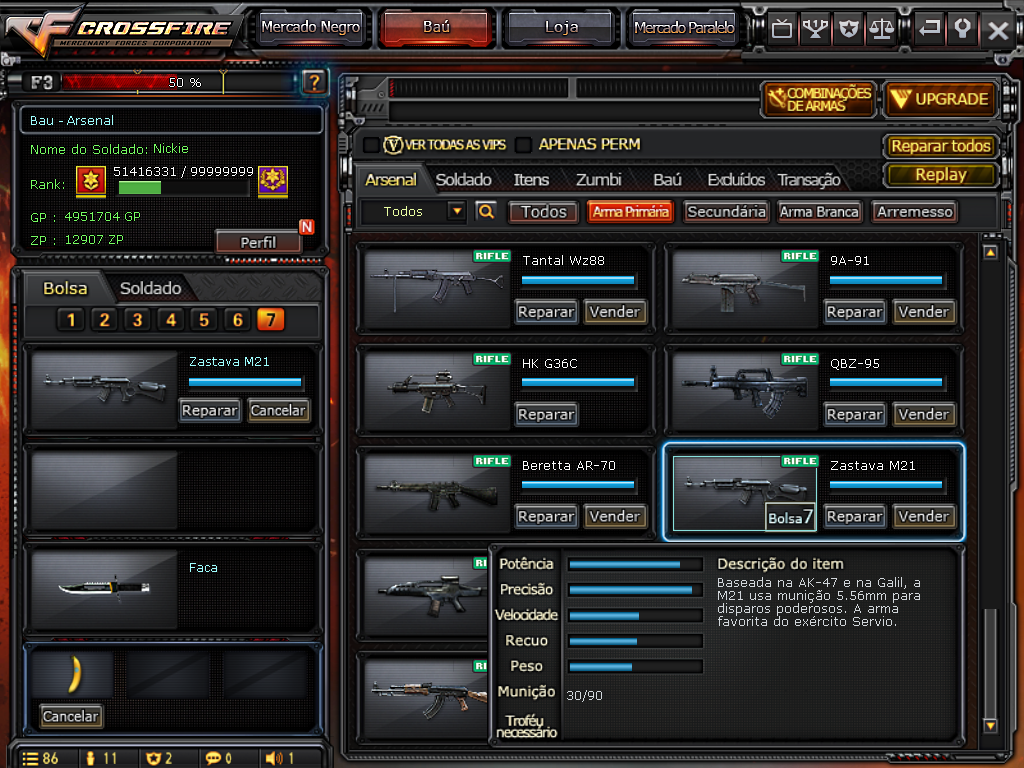 CROSSFIRE
MERCENARY FORCES CORPORATION
Mercado Negro
Baú
Loja
Mercado Paralelo
F3
50 %
?
Bau - Arsenal
Nome do Soldado: Nickie
Rank:
51416331 / 99999999
GP : 4951704 GP
ZP : 12907 ZP
N
Perfil
Bolsa
Soldado
1 2 3 4 5 6 7
Zastava M21
Reparar
Cancelar
Faca
Cancelar
86
11
2
0
1
COMBINAÇÕES
DE ARMAS
UPGRADE
V VER TODAS AS VIPS
APENAS PERM
Reparar todos
Replay
Arsenal
Soldado
Itens
Zumbi
Baú
Excluídos
Transação
Todos
Todos
Arma Primária
Secundária
Arma Branca
Arremesso
RIFLE
Tantal Wz88
Reparar
Vender
RIFLE
9A-91
Reparar
Vender
RIFLE
HK G36C
Reparar
RIFLE
QBZ-95
Reparar
Vender
RIFLE
Beretta AR-70
Reparar
Vender
RIFLE
Zastava M21
Bolsa7
Reparar
Vender
RI
RI
Potência
Precisão
Velocidade
Recuo
Peso
Munição
30/90
Troféu
necessário
Descrição do item
Baseada na AK-47 e na Galil, a
M21 usa munição 5.56mm para
disparos poderosos. A arma
favorita do exército Servio.